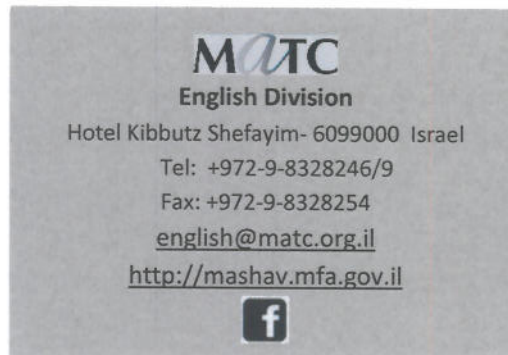 MATC
English Division
Hotel Kibbutz Shefayim- 6099000 Israel
Tel: +972-9-8328246/9
Fax: +972-9-8328254
english@matc.org.il
http://mashav.mfa.gov.il
f